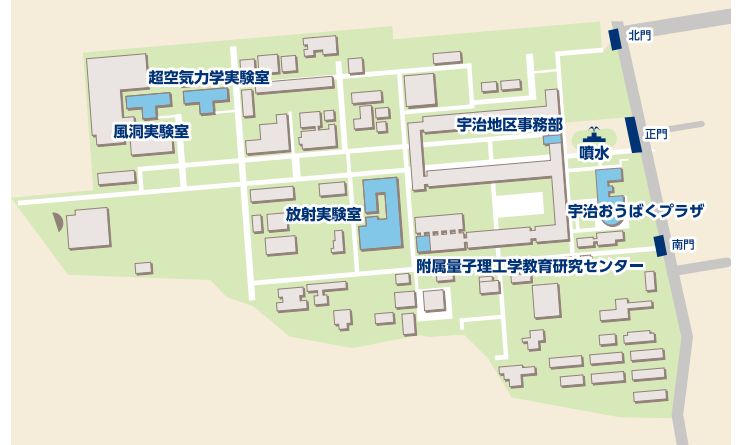 北門
超空気力学実験室
風洞実験室
宇治地区事務部
正門
噴水
放射実験室
宇治おうばくプラザ
南門
附属量子理工学教育研究センター